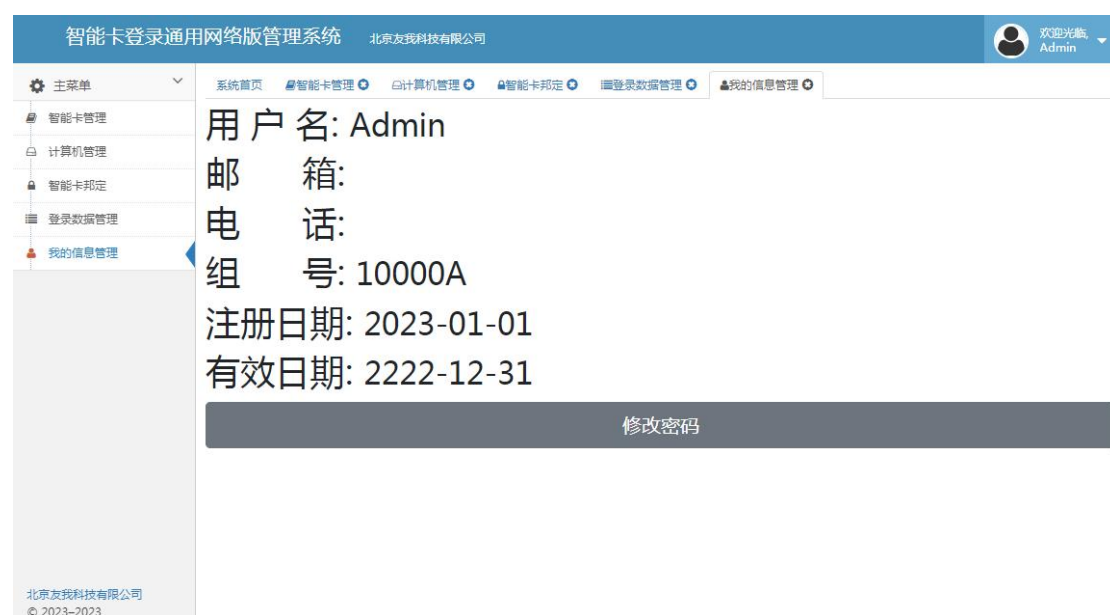 智能卡登录通用网络版管理系统 北京友我科技有限公司
欢迎光临,
Admin
主菜单
系统首页 智能卡管理 计算机管理 智能卡邦定 登录数据管理 我的信息管理
智能卡管理
计算机管理
智能卡邦定
登录数据管理
我的信息管理
用 户 名: Admin
邮 箱:
电 话:
组 号: 10000A
注册日期: 2023-01-01
有效日期: 2222-12-31
修改密码
北京友我科技有限公司
© 2023–2023